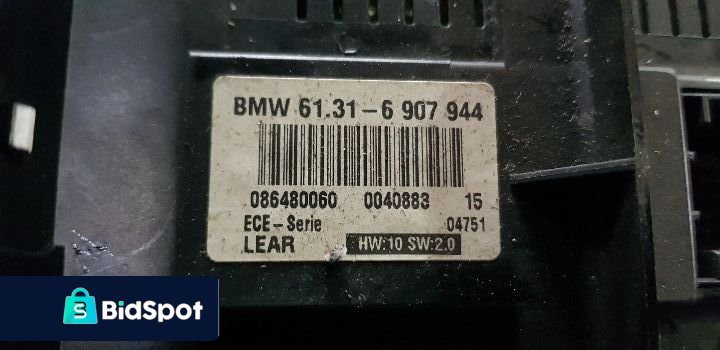 BMW 61.31-6 907 944
086480060 0040883 15
ECE-Serie 04751
LEAR HW:10 SW:2.0
BidSpot